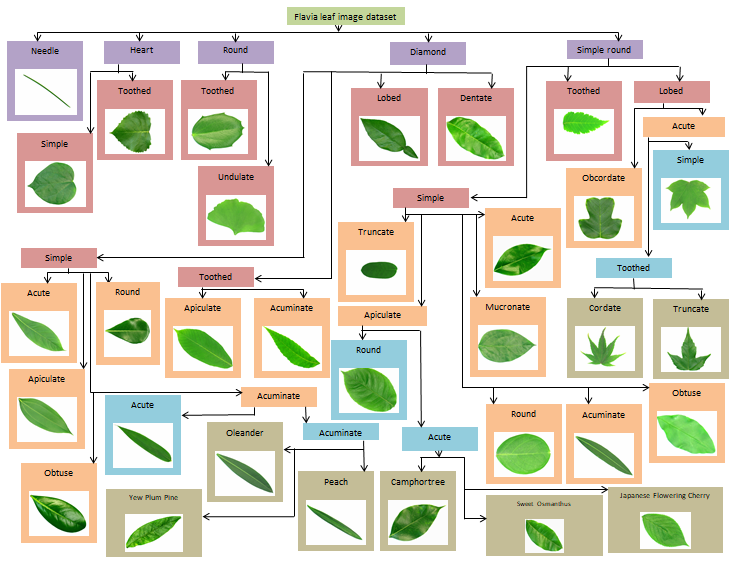 Flavia leaf image dataset
Needle
Heart
Round
Diamond
Simple round
Toothed
Toothed
Lobed
Dentate
Toothed
Lobed
Acute
Simple
Simple
Undulate
Obcordate
Simple
Acute
Truncate
Simple
Toothed
Toothed
Acute
Round
Apiculate
Acuminate
Apiculate
Mucronate
Cordate
Truncate
Round
Apiculate
Acuminate
Obtuse
Acute
Round
Acuminate
Oleander
Acuminate
Acute
Obtuse
Peach
Camphortree
Yew Plum Pine
Sweet Osmanthus
Japanese Flowering Cherry